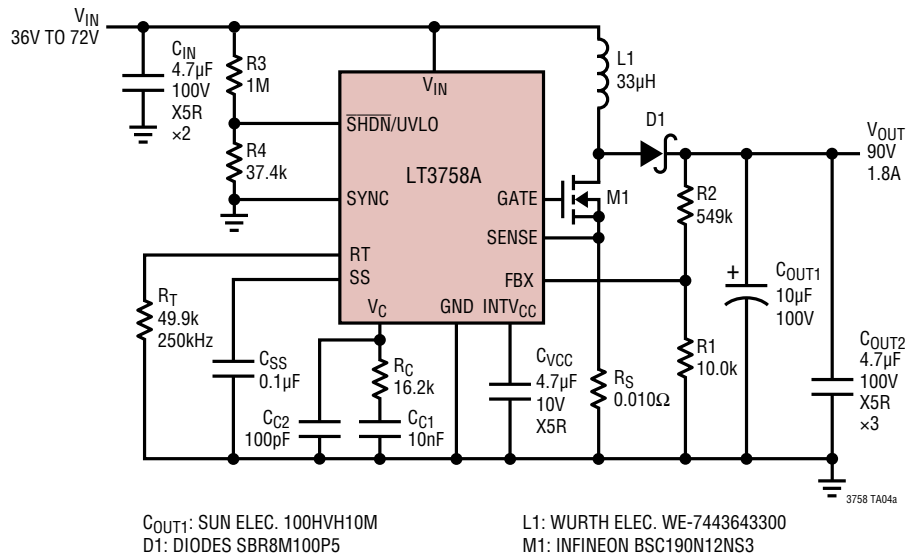 VIN
36V TO 72V
CIN
4.7µF
100V
X5R
×2
R3
1M
R4
37.4k
VIN
SHDN/UVLO
LT3758A
SYNC
GATE
SENSE
RT
SS
FBX
VC
GND
INTVCC
L1
33µH
D1
M1
VOUT
90V
1.8A
R2
549k
+
COUT1
10µF
100V
COUT2
4.7µF
100V
X5R
×3
R1
10.0k
RT
49.9k
250kHz
CSS
0.1µF
RC
16.2k
CC2
100pF
CC1
10nF
CVCC
4.7µF
10V
X5R
RS
0.010Ω
3758 TA04a
COUT1: SUN ELEC. 100HVH10M
D1: DIODES SBR8M100P5
L1: WURTH ELEC. WE-7443643300
M1: INFINEON BSC190N12NS3